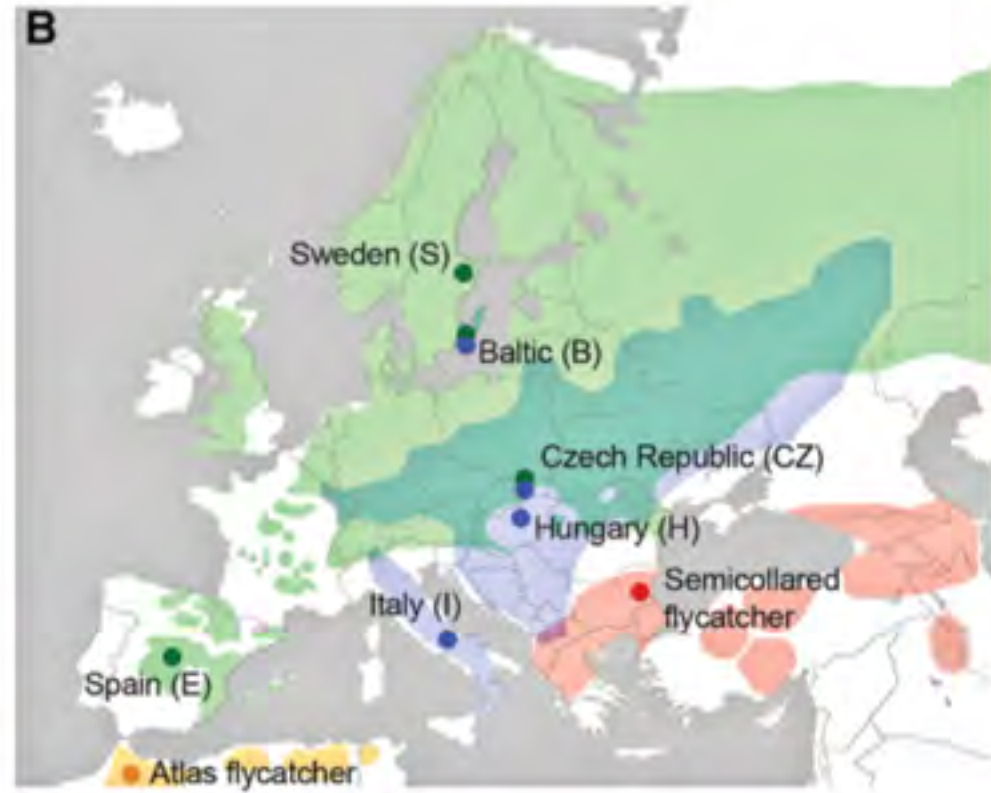 B
Sweden (S)
Baltic (B)
Czech Republic (CZ)
Hungary (H)
Semicollared
flycatcher
Italy (I)
Spain (E)
Atlas flycatcher